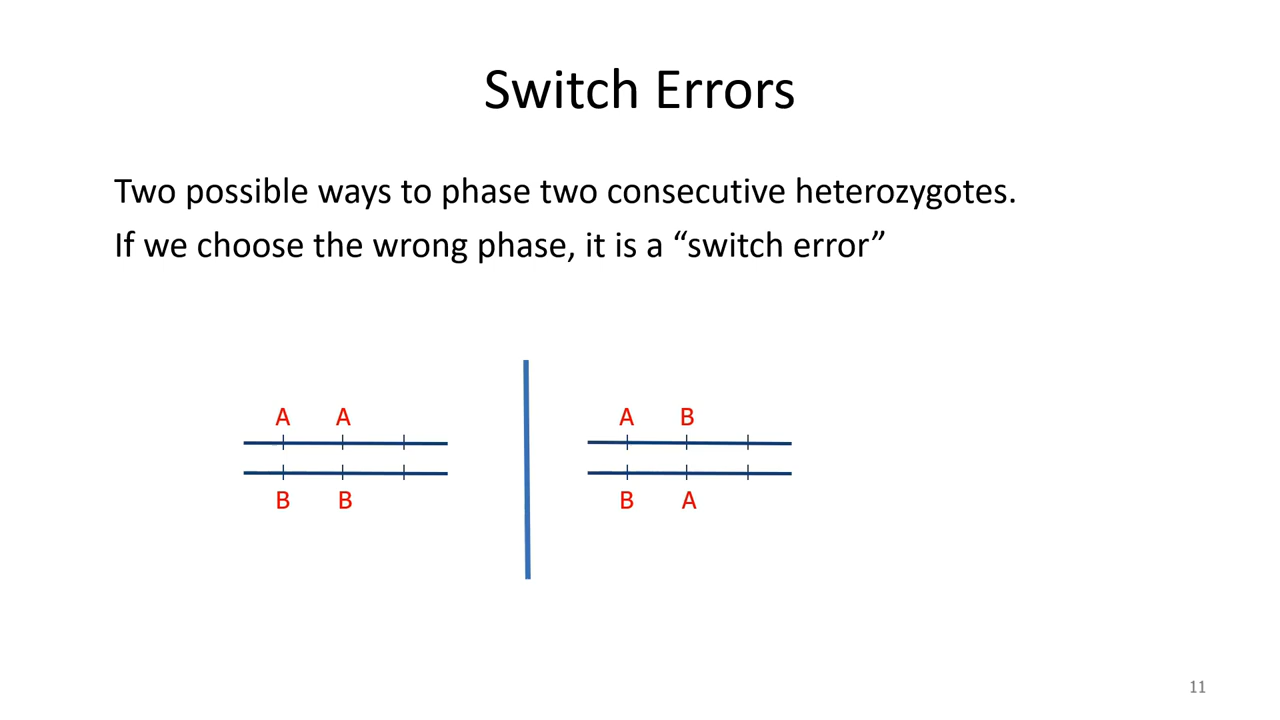 Switch Errors
Two possible ways to phase two consecutive heterozygotes.
If we choose the wrong phase, it is a “switch error”
A A
B B
A B
B A
11